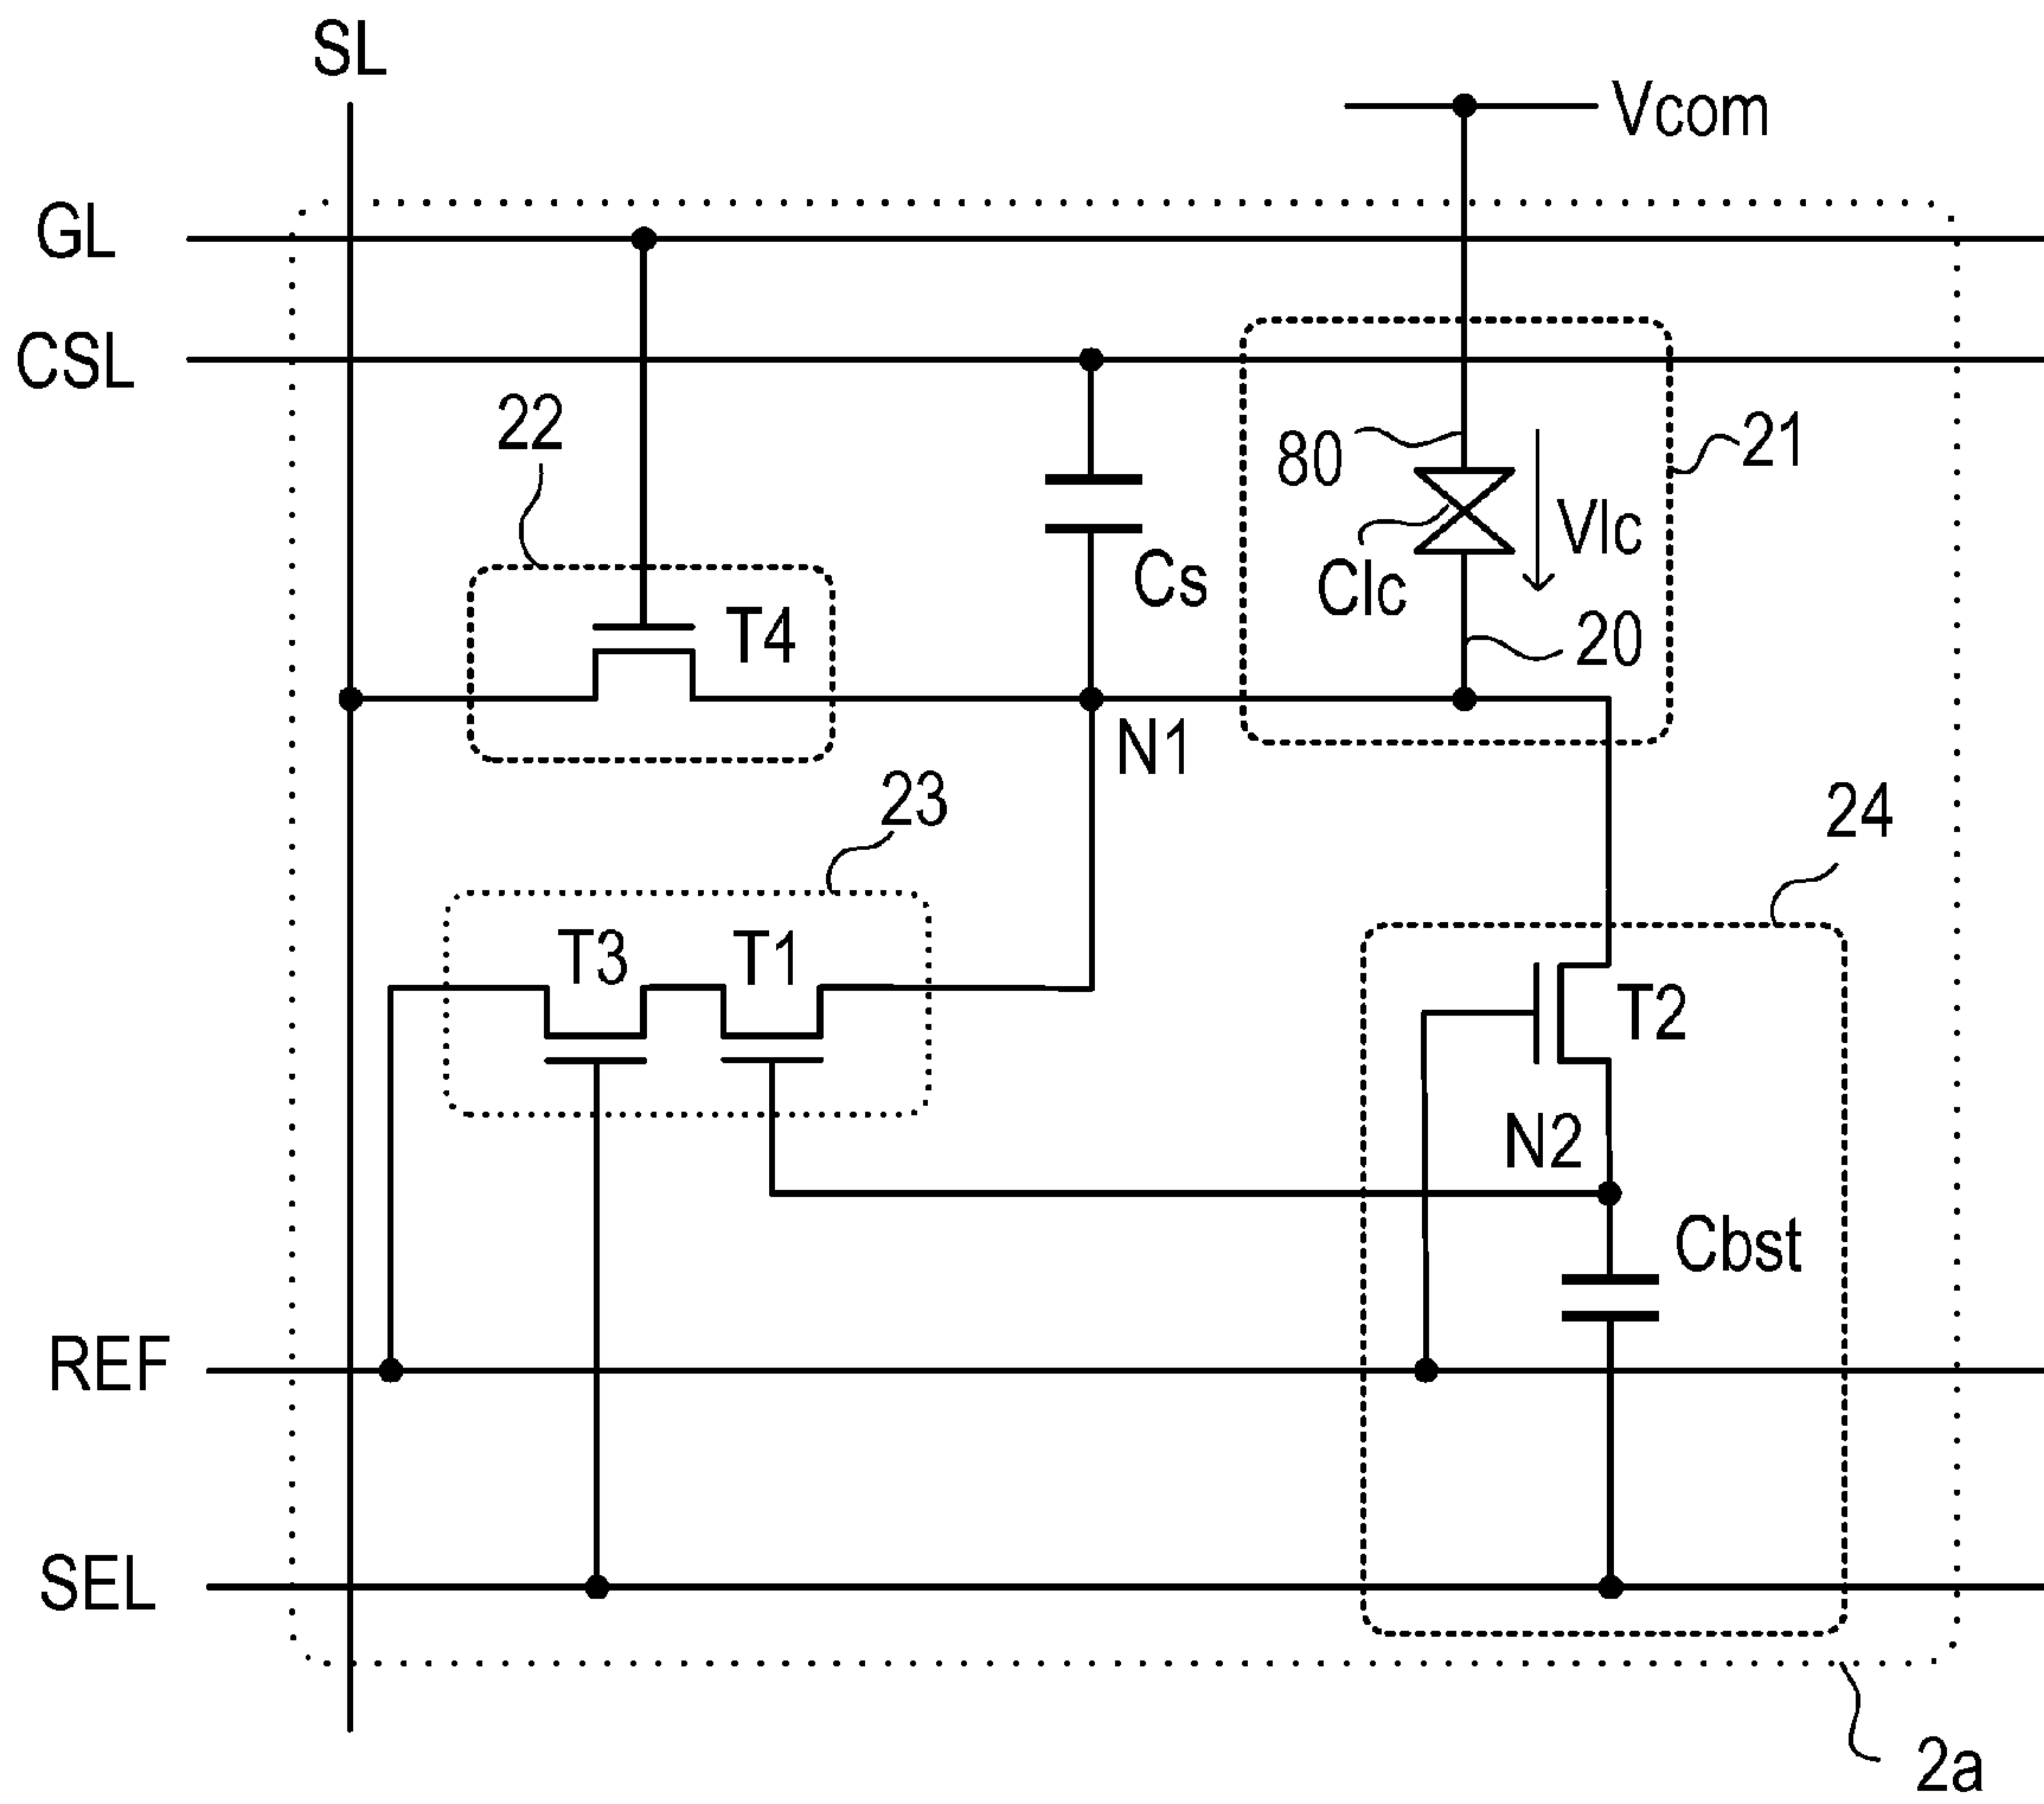 SL
Vcom
GL
CSL
22
80
21
Vlc
Cs
Clc
T4
20
N1
23
24
T3
T1
T2
N2
Cbst
REF
SEL
2a